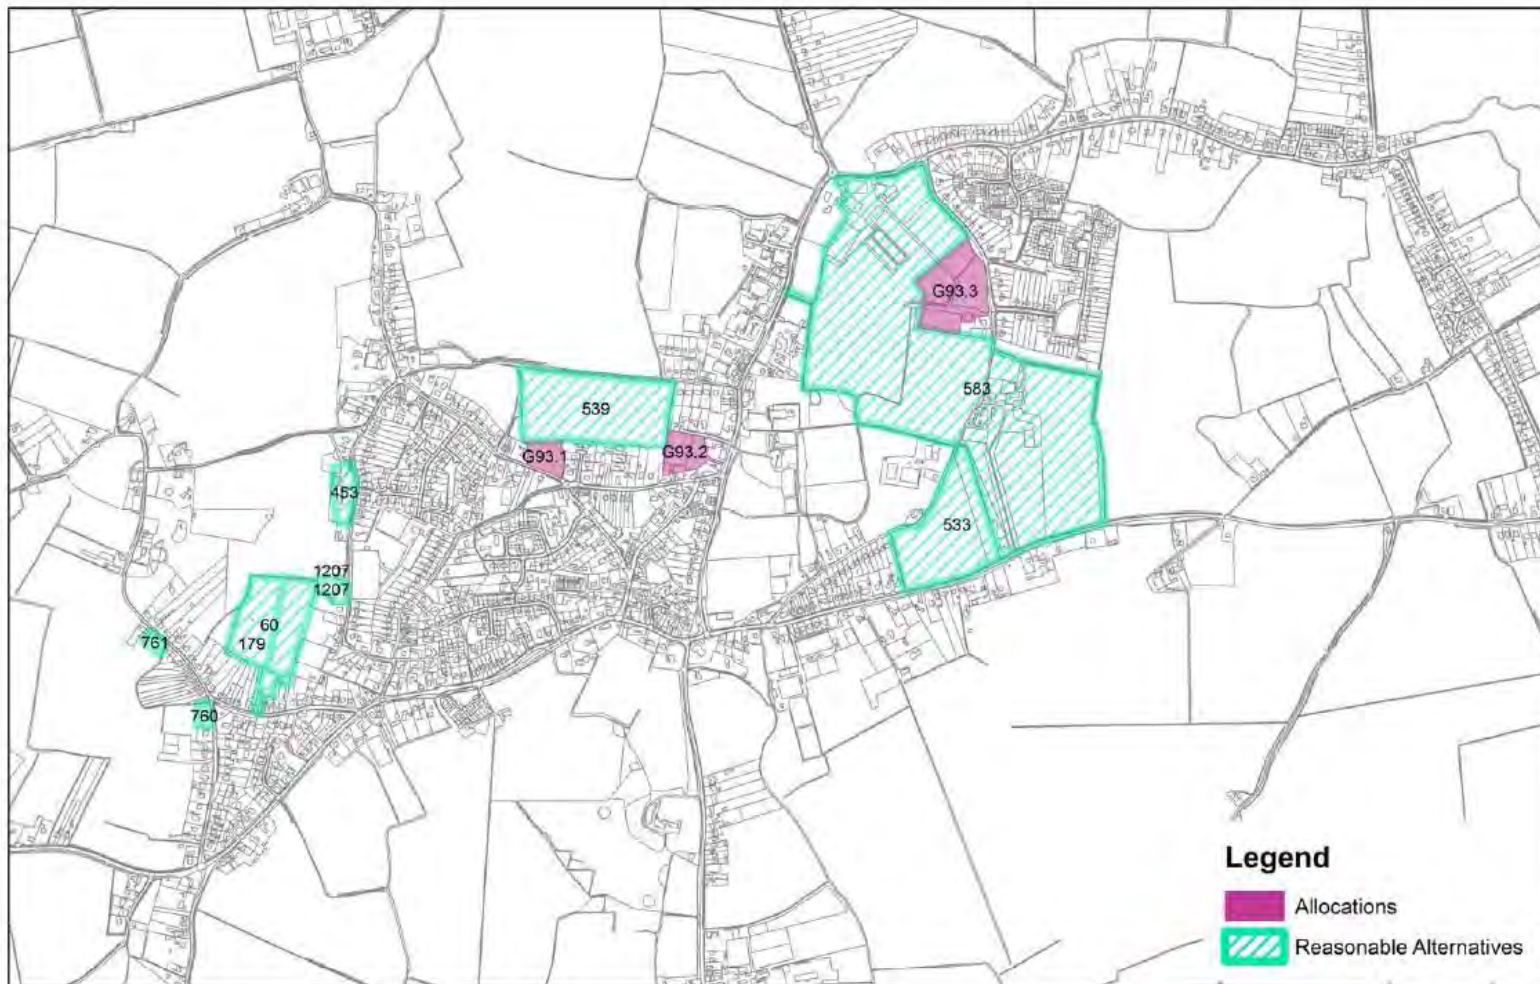 G93.3
583
539
G93.1
G93.2
453
533
1207
1207
60
179
761
760
Legend
Allocations
Reasonable Alternatives